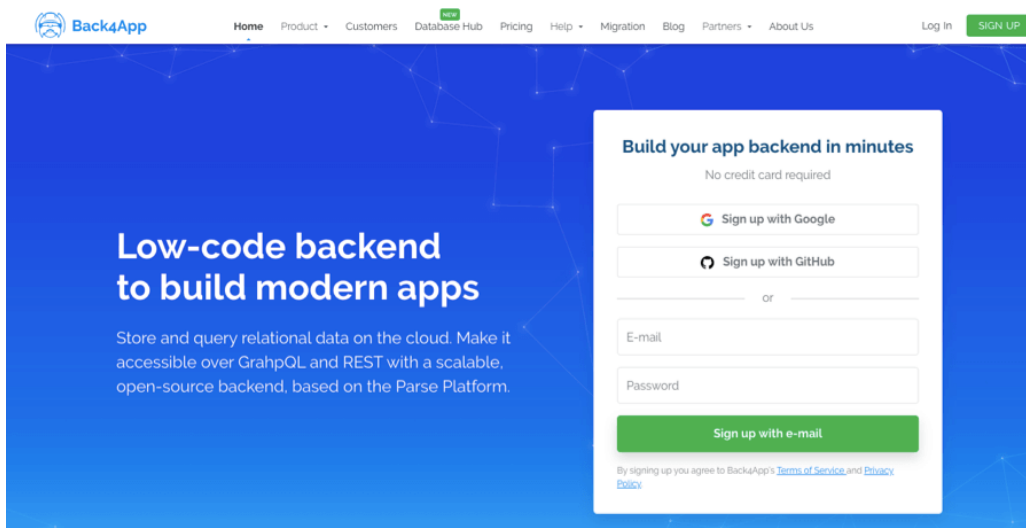 Back4App
Home Product Customers Database Hub Pricing Help Migration Blog Partners About Us Log In SIGN UP
NEW
Build your app backend in minutes
No credit card required
Sign up with Google
Sign up with GitHub
or
E-mail
Password
Sign up with e-mail
By signing up you agree to Back4App's Terms of Service and Privacy
Policy
Low-code backend
to build modern apps
Store and query relational data on the cloud. Make it
accessible over GrahpQL and REST with a scalable,
open-source backend, based on the Parse Platform.